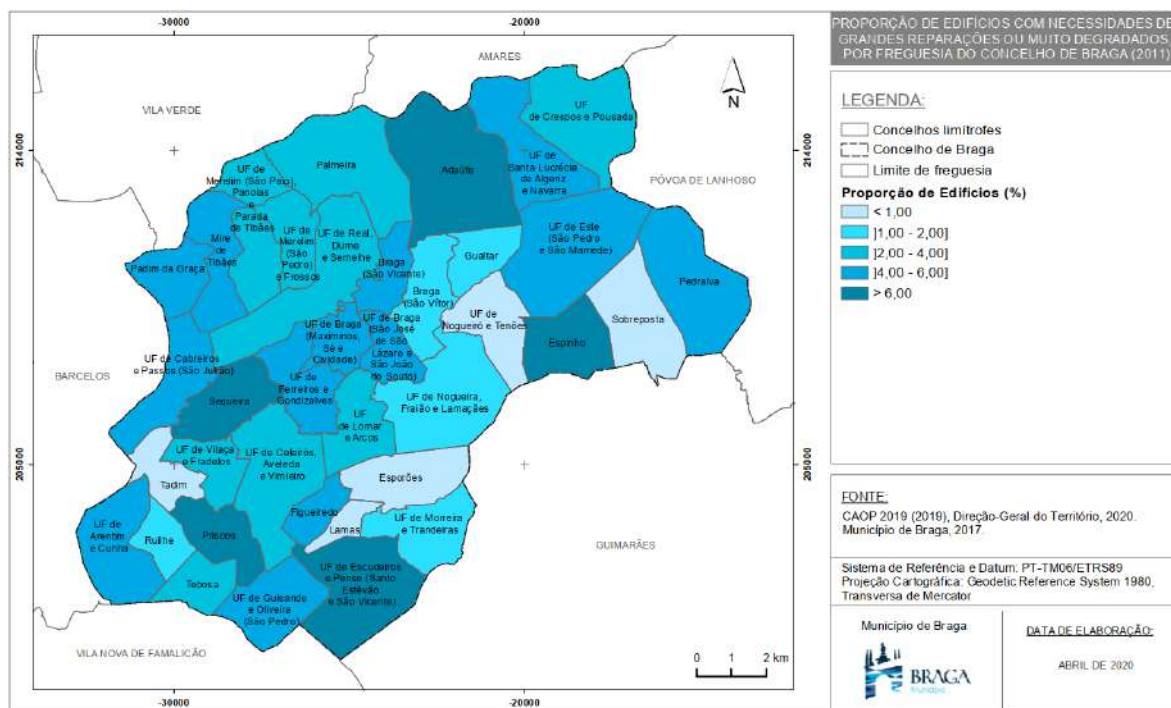 -30000
-20000
AMARES
VILA VERDE
214000
PÓVOA DE LANHOSO
N
UF
de Crespos e Pousada
Palmeira
Adaúfe
UF de
Santa Lucrécia
de Algeriz
e Navarra
UF de
Merelim (São Paio),
Panoias
e
Parada
de Tibães
Mire
de
Tibães
UF de
Merelim
(São
Pedro)
e Frossos
UF de Real,
Dume
e Semelhe
Braga
(São Vicente)
Gualtar
UF de Este
(São Pedro
e São Mamede)
Padim da Graça
Braga
(São Vítor)
Pedralva
UF de
Nogueiró e Tenões
Sobreposta
UF de Braga
(Maximinos,
Sé e
Cividade)
UF de Braga
(São José
de São
Lázaro e
São João
do Souto)
Espinho
UF de Cabreiros
e Passos (São Julião)
BARCELOS
Sequeira
UF de
Ferreiros e
Gondizalves
UF de Nogueira,
Fraião e Lamaçães
UF
de Lomar
e Arcos
UF de Vilaça
e Fradelos
UF de Celeirós,
Aveleda
e Vimieiro
205000
Tadim
Esporões
Figueiredo
Lamas
UF de Morreira
e Trandeiras
UF de
Arentim
e Cunha
Ruilhe
Priscos
GUIMARÃES
Tebosa
UF de Escudeiros
e Penso (Santo
Estêvão
e São Vicente)
UF de Guisande
e Oliveira
(São Pedro)
VILA NOVA DE FAMALICÃO
0 1 2 km
214000
205000
-30000
-20000
PROPORÇÃO DE EDIFÍCIOS COM NECESSIDADES DE
GRANDES REPARAÇÕES OU MUITO DEGRADADOS
POR FREGUESIA DO CONCELHO DE BRAGA (2011)
LEGENDA:
Concelhos limítrofes
Concelho de Braga
Limite de freguesia
Proporção de Edifícios (%)
< 1,00
]1,00 - 2,00]
]2,00 - 4,00]
]4,00 - 6,00]
> 6,00
FONTE:
CAOP 2019 (2019), Direção-Geral do Território, 2020.
Município de Braga, 2017.
Sistema de Referência e Datum: PT-TM06/ETRS89
Projeção Cartográfica: Geodetic Reference System 1980,
Transversa de Mercator
Município de Braga
BRAGA
Município
DATA DE ELABORAÇÃO:
ABRIL DE 2020